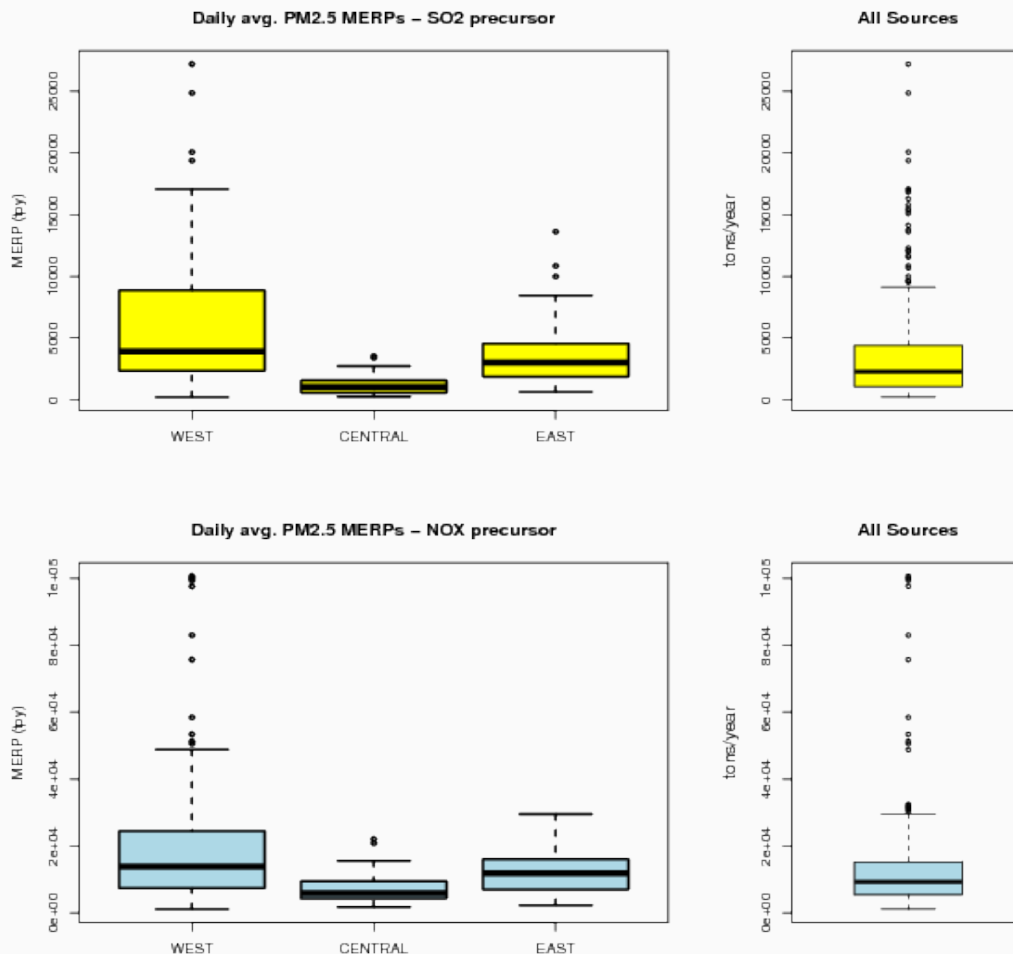 Daily avg. PM2.5 MERPs – SO2 precursor
All Sources
MERP (tpy)
0
5000
10000
15000
20000
25000
WEST
CENTRAL
EAST
tons/year
0
5000
10000
15000
20000
25000
Daily avg. PM2.5 MERPs – NOX precursor
All Sources
MERP (tpy)
0e+00
2e+04
4e+04
6e+04
8e+04
1e+05
WEST
CENTRAL
EAST
tons/year
0e+00
2e+04
4e+04
6e+04
8e+04
1e+05